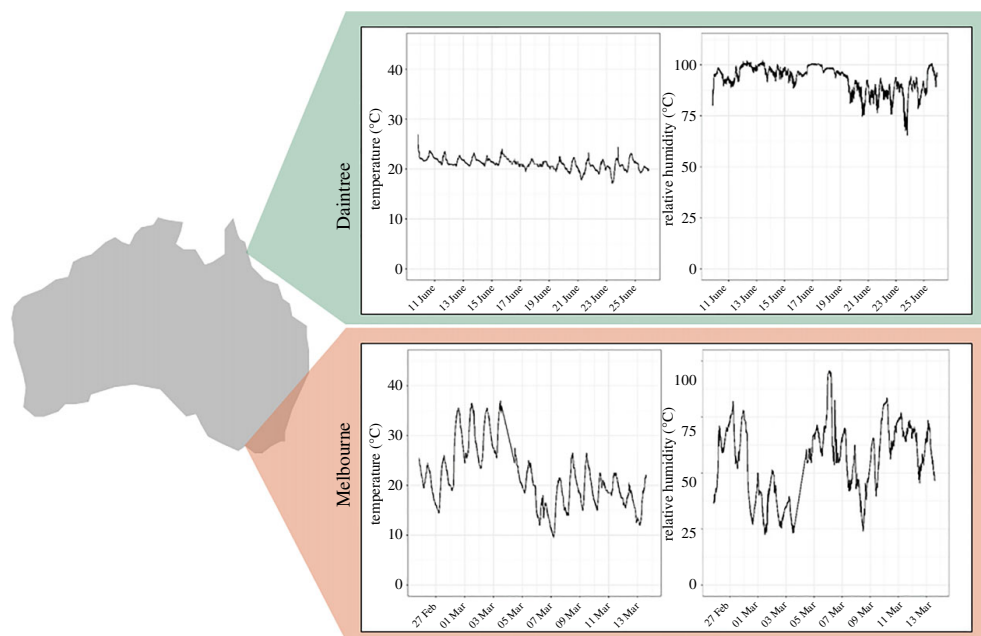 Daintree
temperature (°C)
40
30
20
10
0
11 June
13 June
15 June
17 June
19 June
21 June
23 June
25 June
relative humidity (°C)
100
75
50
25
0
11 June
13 June
15 June
17 June
19 June
21 June
23 June
25 June
Melbourne
temperature (°C)
40
30
20
10
0
27 Feb
01 Mar
03 Mar
05 Mar
07 Mar
09 Mar
11 Mar
13 Mar
relative humidity (°C)
100
75
50
25
0
27 Feb
01 Mar
03 Mar
05 Mar
07 Mar
09 Mar
11 Mar
13 Mar